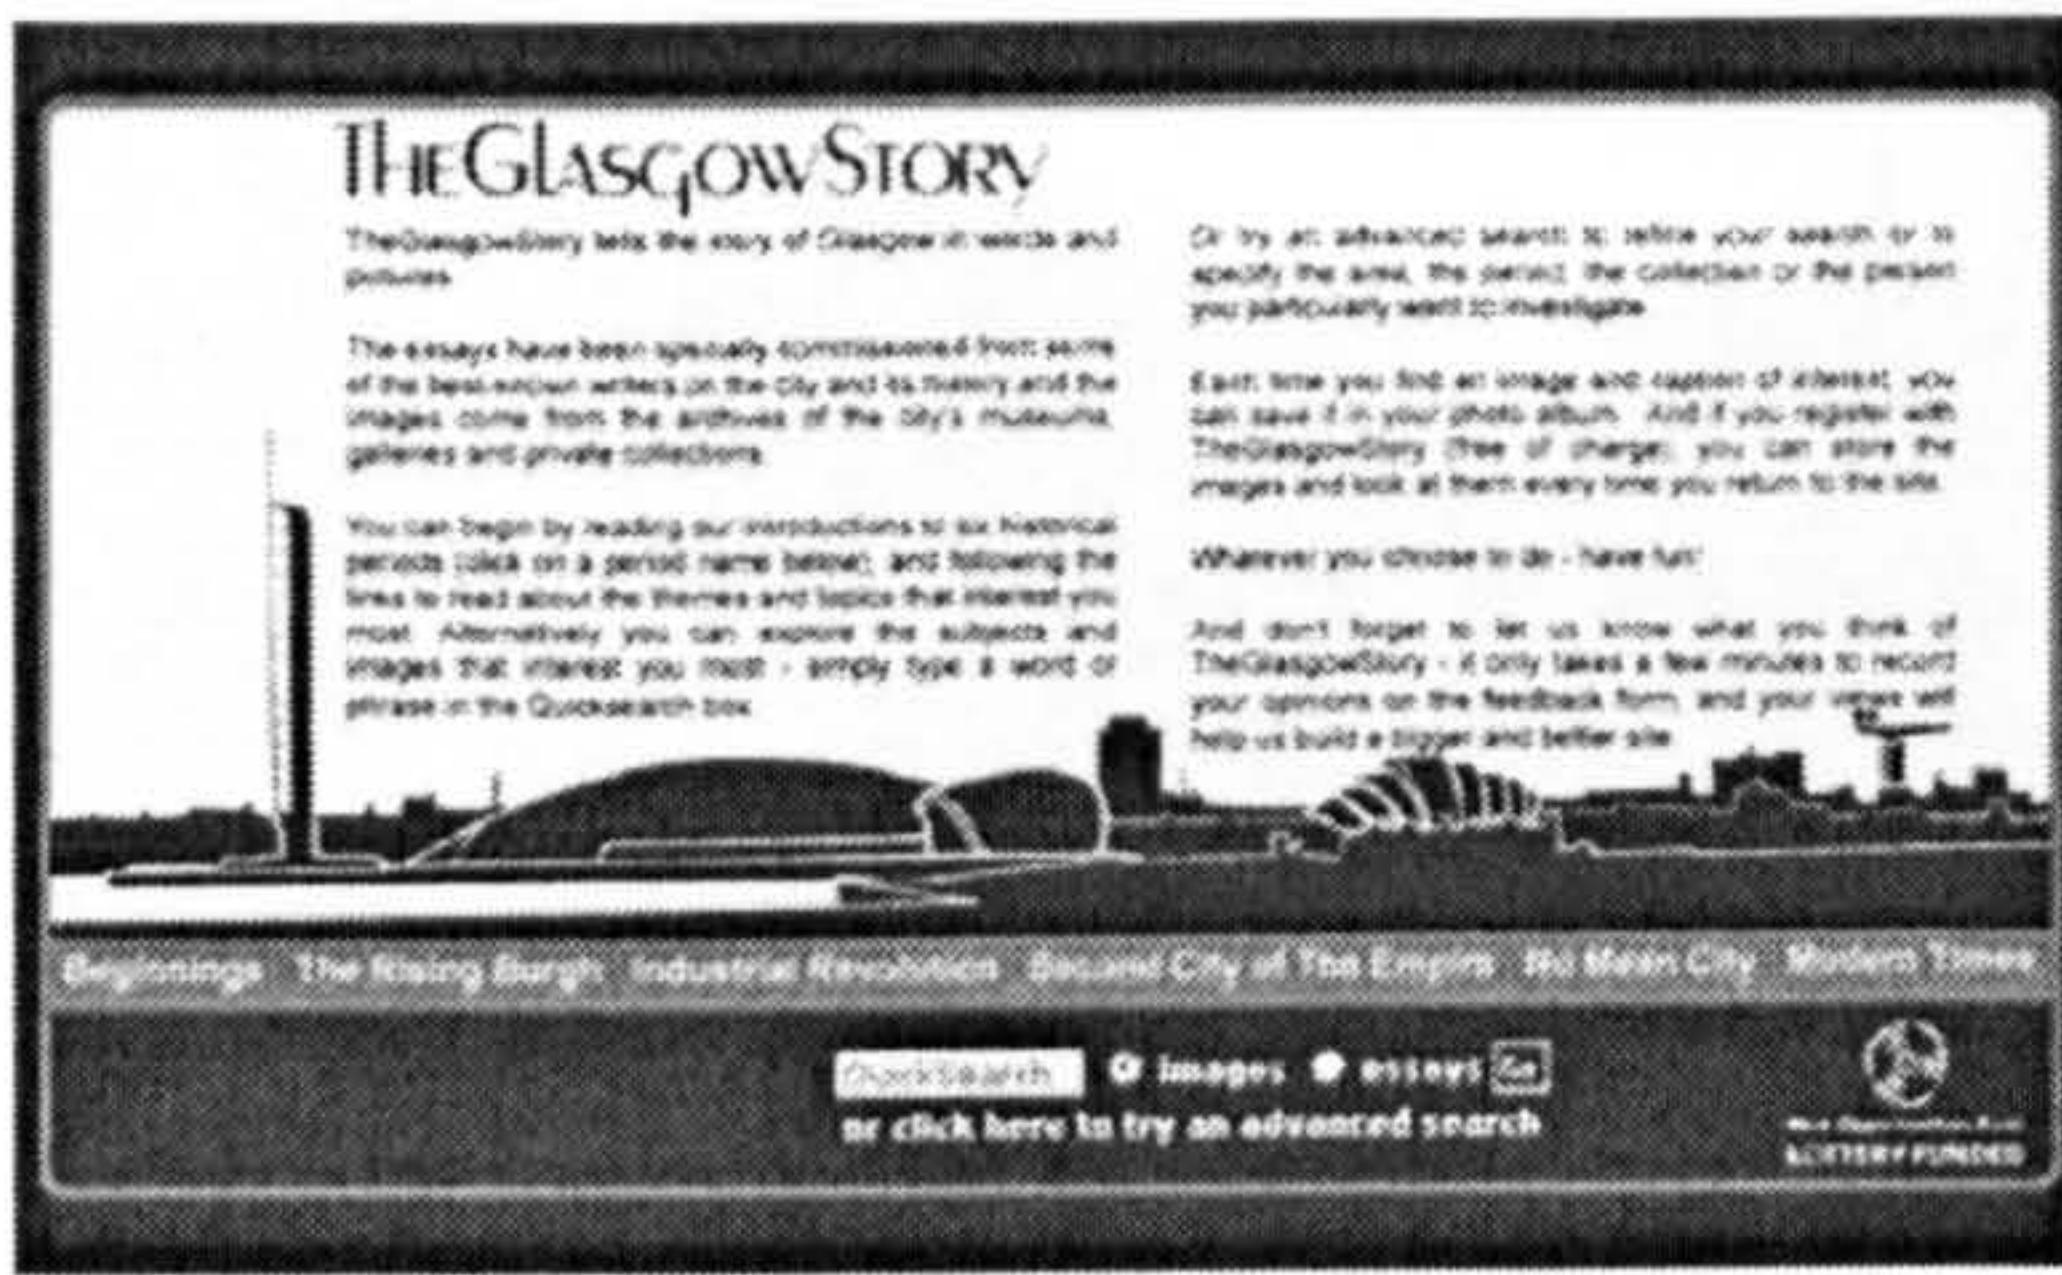 THEGLASGOWSTORY
TheGlasgowStory tells the story of Glasgow in words and
pictures.
The essays have been specially commissioned from some
of the best-known writers on the city and its history and the
images come from the archives of the city's museums,
galleries and private collections.
You can begin by reading our introductions to six historical
periods (click on a period name below), and following the
links to read about the themes and topics that interest you
most. Alternatively you can explore the subjects and
images that interest you most - simply type a word or
phrase in the Quicksearch box.
Or try an advanced search to refine your search or to
specify the area, the period, the collection or the person
you particularly want to investigate.
Each time you find an image and caption of interest, you
can save it in your photo album. And if you register with
TheGlasgowStory (free of charge), you can store the
images and look at them every time you return to the site.
Whatever you choose to do - have fun!
And don't forget to let us know what you think of
TheGlasgowStory - it only takes a few minutes to record
your opinions on the feedback form, and your views will
help us build a bigger and better site.
Beginnings The Rising Burgh Industrial Revolution Second City of The Empire No Mean City Modern Times
QuickSearch images essays Go
or click here to try an advanced search
New Opportunities Fund
LOTTERY FUNDED